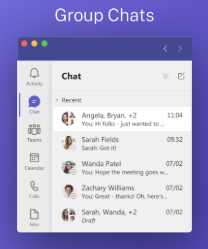 Group Chats
Activity
Chat
Recent
Chat
Angela, Bryan, +2 11:04
You: Hi folks - just wanted to ...
Teams
Sarah Fields 09:32
Sarah: Got it!
Calendar
Wanda Patel 07/02
You: Hope the meeting goes w...
Calls
Zachary Williams 07/02
You: Great - thanks! Oh, here's...
Files
Sarah, Wanda, +2 07/02
Draft